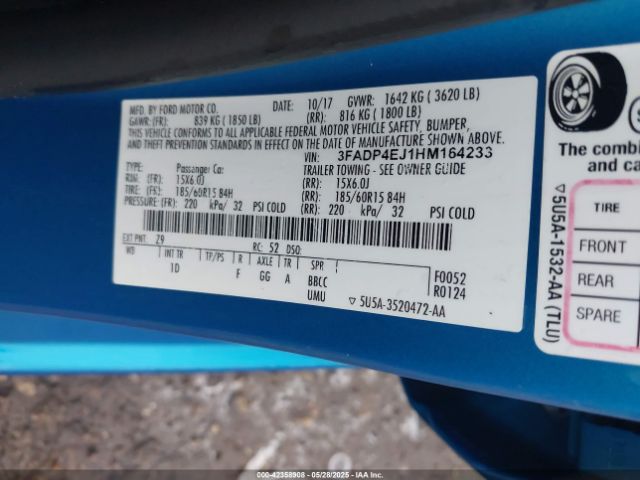 MFD. BY FORD MOTOR CO.
DATE: 10/17 GVWR: 1642 KG ( 3620 LB)
GAWR: (FR): 839 KG ( 1850 LB) (RR): 816 KG ( 1800 LB)
THIS VEHICLE CONFORMS TO ALL APPLICABLE FEDERAL MOTOR VEHICLE SAFETY, BUMPER,
AND THEFT PREVENTION STANDARDS IN EFFECT ON THE DATE OF MANUFACTURE SHOWN ABOVE.
VIN: 3FADP4EJ1HM164233
TYPE: Passenger Car TRAILER TOWING - SEE OWNER GUIDE
RIM: (FR): 15X6.0J (RR): 15X6.0J
TIRE: (FR): 185/60R15 84H (RR): 185/60R15 84H
PRESSURE: (FR): 220 kPa/ 32 PSI COLD (RR): 220 kPa/ 32 PSI COLD
EXT PNT: Z9 RC: 52 DSO:
WB INT TR TP/PS R AXLE TR SPR F0052
1D F GG A BBCC R0124
UMU ▽ 5U5A-3520472-AA
The combin
cargo
▽5U5A-1532-AA (TLU)
TIRE
FRONT
REAR
SPARE
000-42358908 05/28/2025 IAAI.com